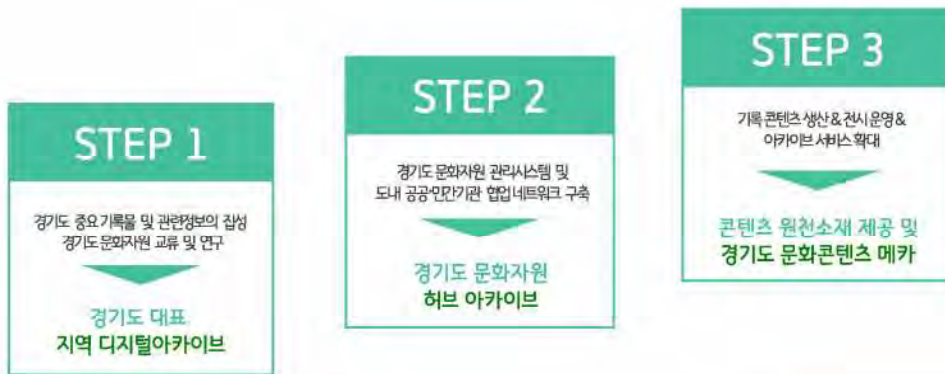 STEP 1
경기도 중요 기록물 및 관련정보의 집성
경기도 문화자원 교류 및 연구
경기도 대표
지역 디지털아카이브
STEP 2
경기도 문화자원 관리시스템 및
도내 공공·민간기관 협업 네트워크 구축
경기도 문화자원
허브 아카이브
STEP 3
기록 콘텐츠 생산 & 전시 운영 &
아카이브 서비스 확대
콘텐츠 원천소재 제공 및
경기도 문화콘텐츠 메카